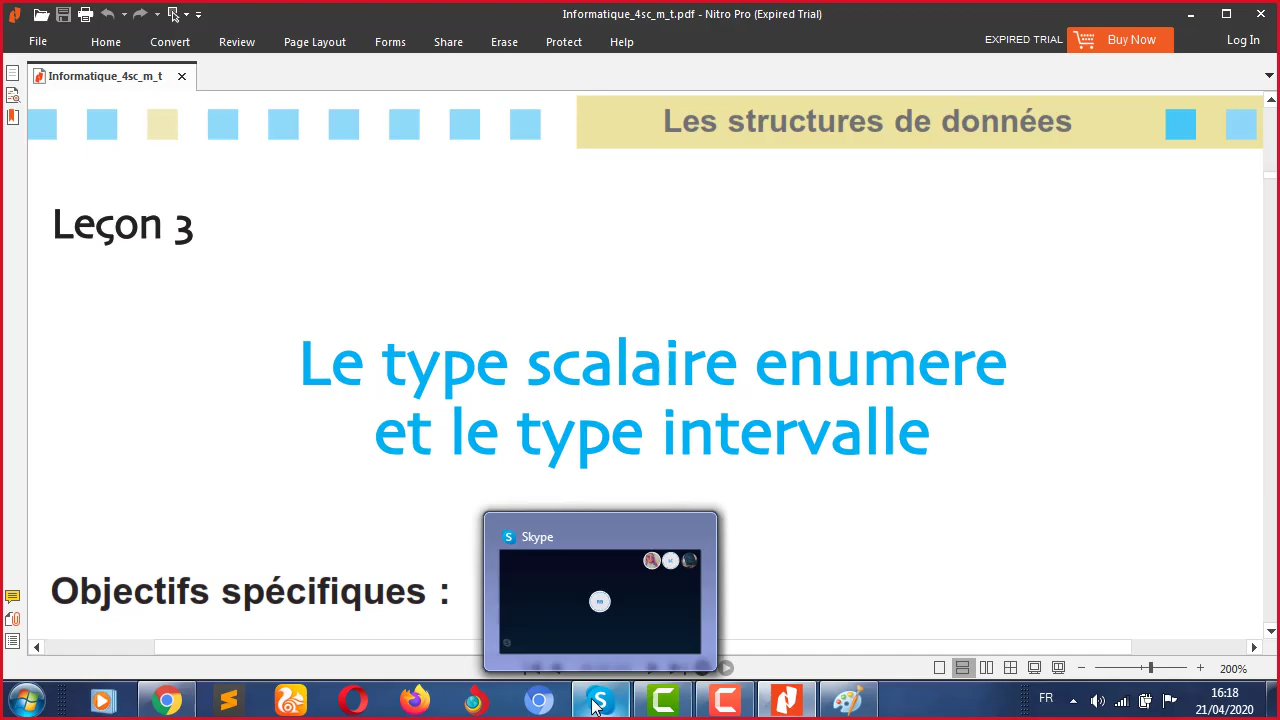 Informatique_4sc_m_t.pdf - Nitro Pro (Expired Trial)
File Home Convert Review Page Layout Forms Share Erase Protect Help EXPIRED TRIAL Buy Now Log In
Informatique_4sc_m_t
Les structures de données
Leçon 3
Le type scalaire enumere
et le type intervalle
Skype
Objectifs spécifiques :
200%
FR
16:18
21/04/2020